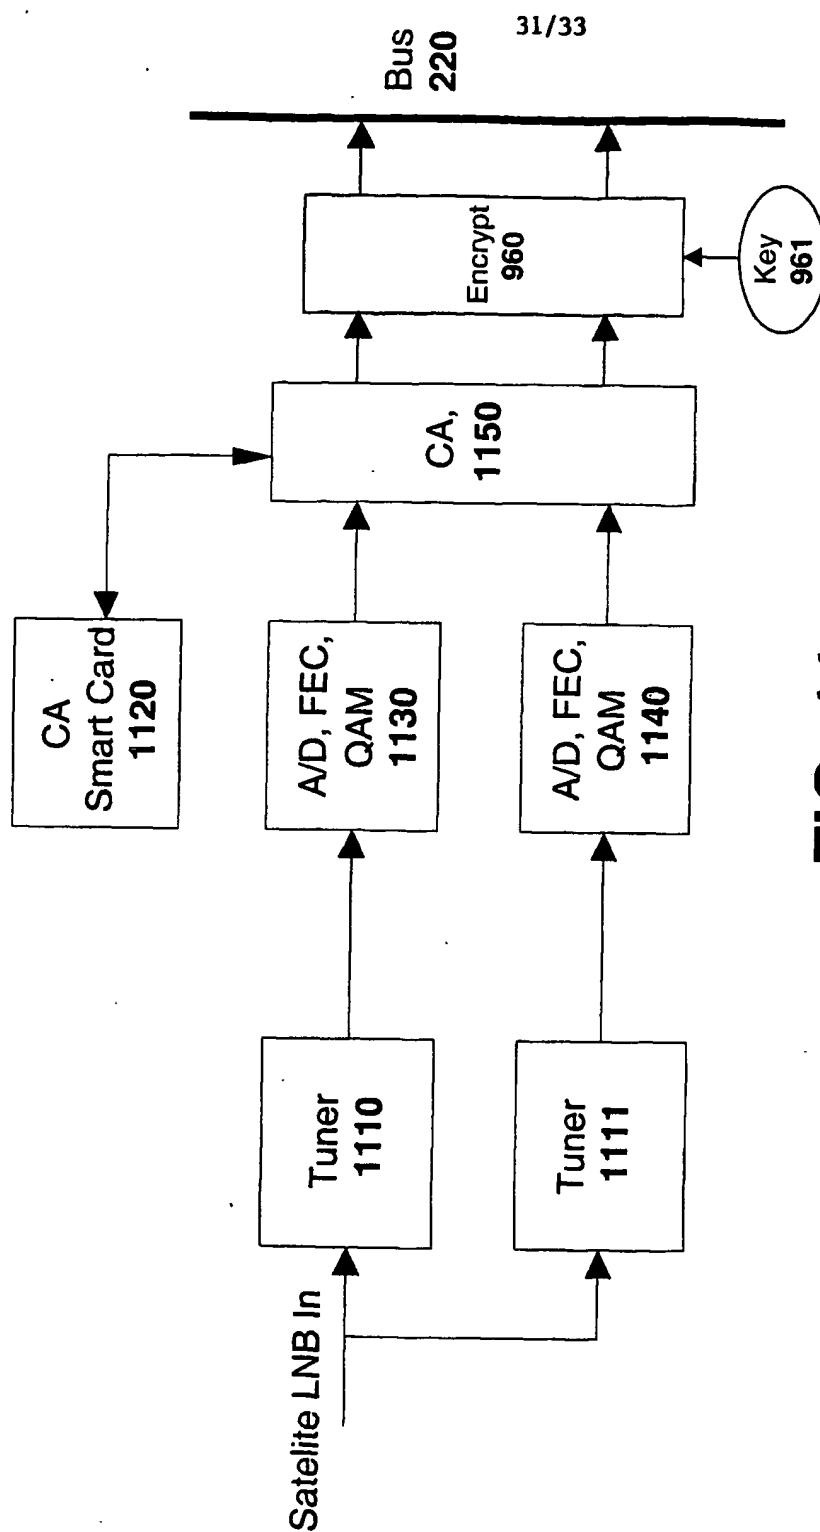 31/33
Satelite LNB In
Tuner
1110
Tuner
1111
A/D, FEC,
QAM
1130
A/D, FEC,
QAM
1140
CA
Smart Card
1120
CA,
1150
Encrypt
960
Key
961
Bus
220